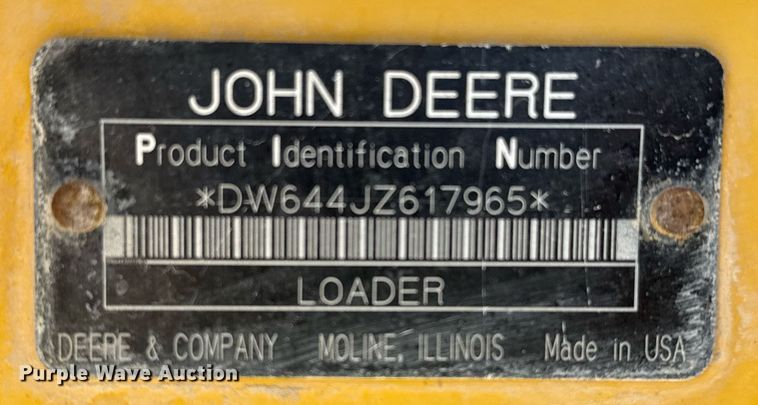 JOHN DEERE
Product Identification Number
*DW644JZ617965*
LOADER
DEERE & COMPANY MOLINE, ILLINOIS Made in USA
Purple Wave Auction